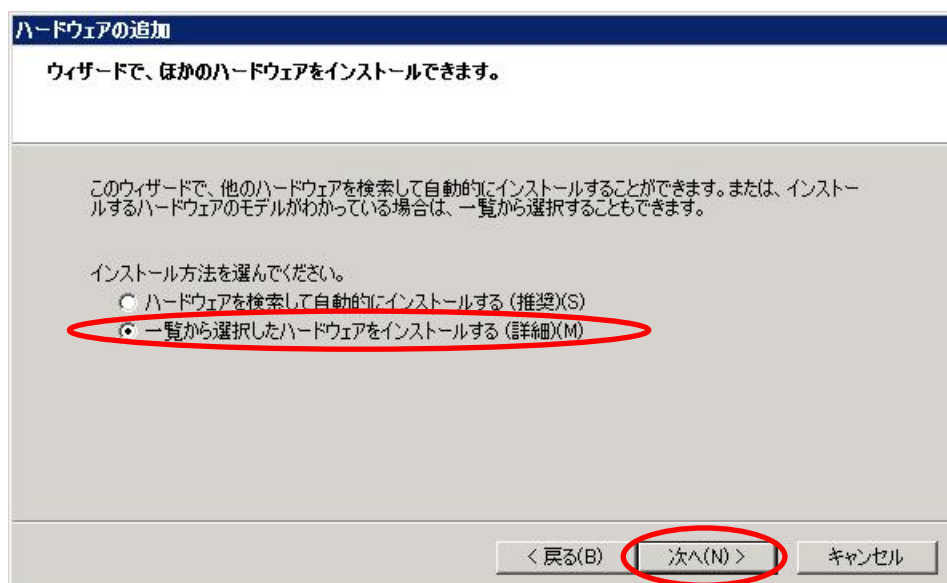 ハードウェアの追加
ウィザードで、ほかのハードウェアをインストールできます。
このウィザードで、他のハードウェアを検索して自動的にインストールすることができます。または、インストー
ルするハードウェアのモデルがわかっている場合は、一覧から選択することもできます。
インストール方法を選んでください。
ハードウェアを検索して自動的にインストールする (推奨)(S)
一覧から選択したハードウェアをインストールする (詳細)(M)
< 戻る(B)
次へ(N) >
キャンセル